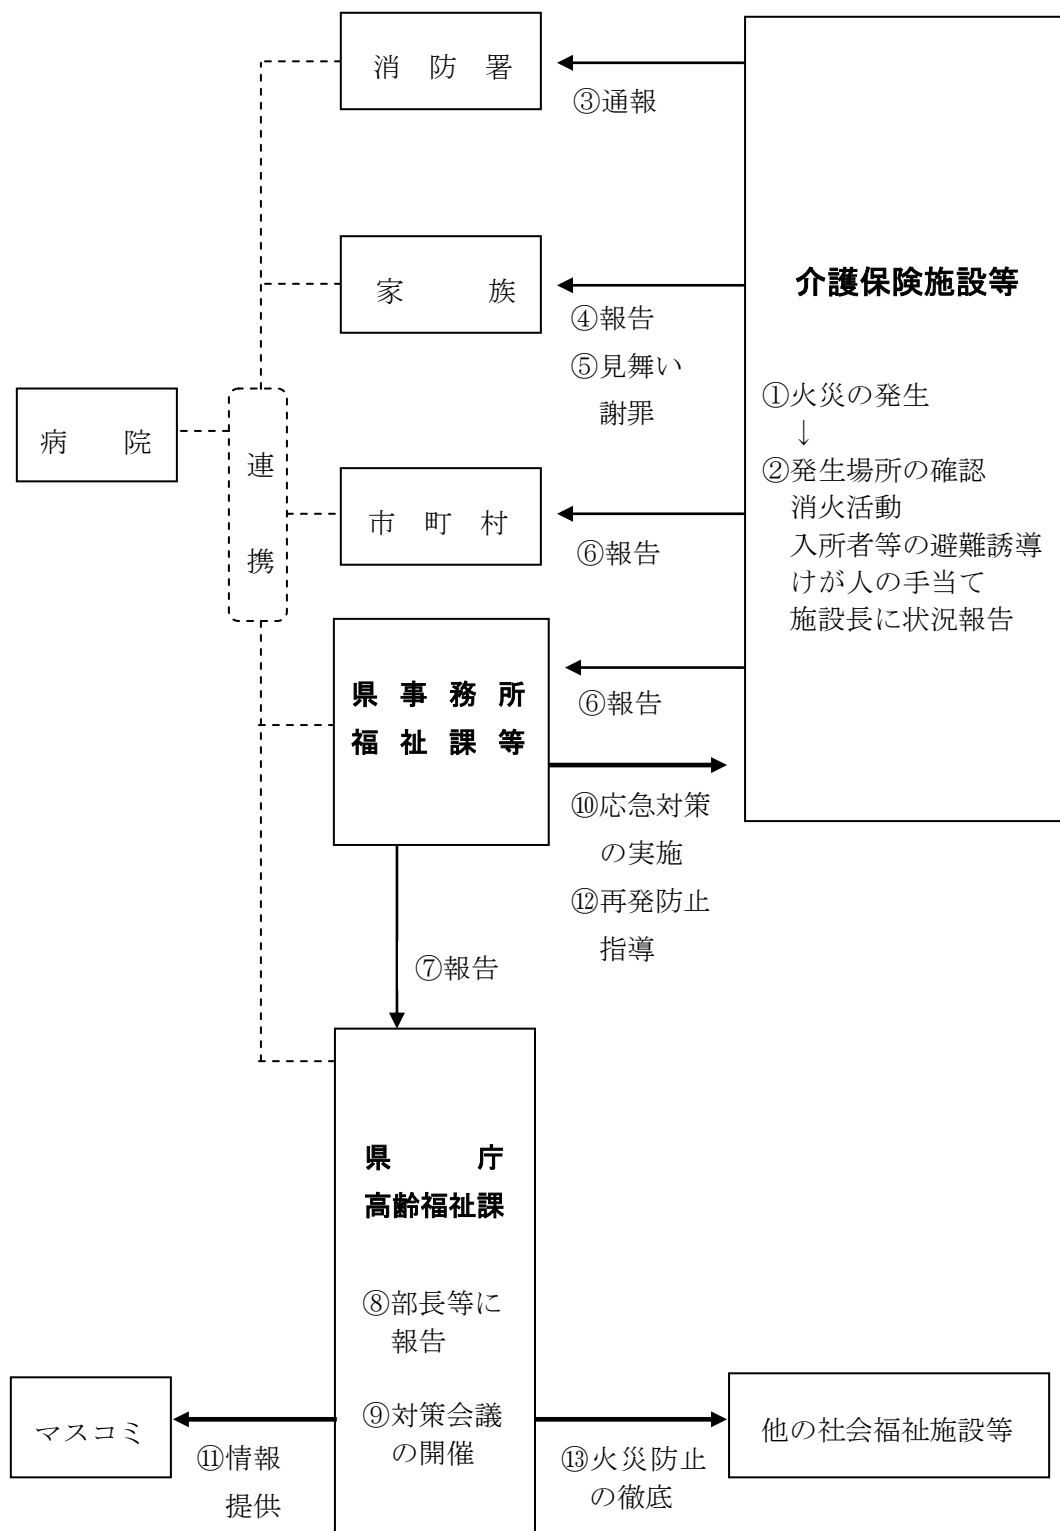 消防署
③通報
家族
④報告
⑤見舞い
謝罪
介護保険施設等
①火災の発生
↓
②発生場所の確認
消火活動
入所者等の避難誘導
けが人の手当て
施設長に状況報告
病院
連携
市町村
⑥報告
県事務所
福祉課等
⑥報告
⑩応急対策
の実施
⑫再発防止
指導
⑦報告
県庁
高齢福祉課
⑧部長等に
報告
⑨対策会議
の開催
マスコミ
⑪情報
提供
⑬火災防止
の徹底
他の社会福祉施設等